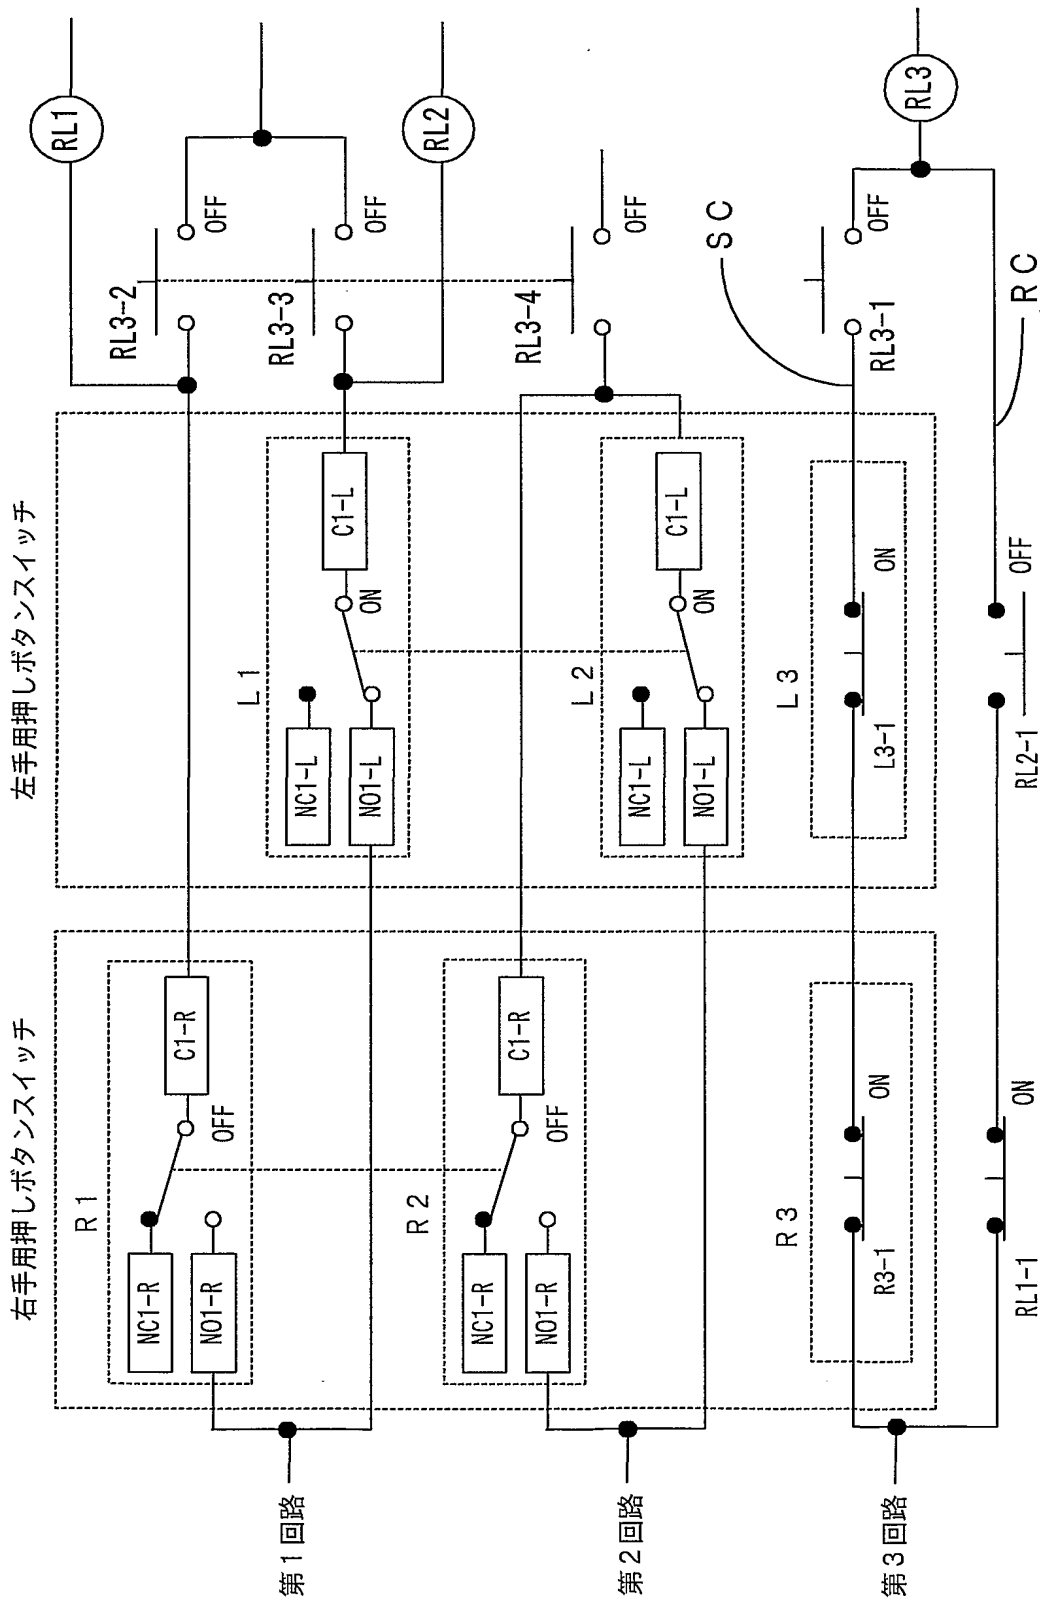 右手用押しボタンスイッチ
左手用押しボタンスイッチ
R1
NC1-R
NO1-R
C1-R
OFF
RL3-2
OFF
RL1
第1回路
L1
NC1-L
NO1-L
C1-L
ON
RL3-3
OFF
RL2
R2
NC1-R
NO1-R
C1-R
OFF
第2回路
L2
NC1-L
NO1-L
C1-L
ON
RL3-4
OFF
R3
R3-1
ON
L3
L3-1
ON
SC
RL3-1
OFF
RL3
第3回路
RL1-1
ON
RL2-1
OFF
RC